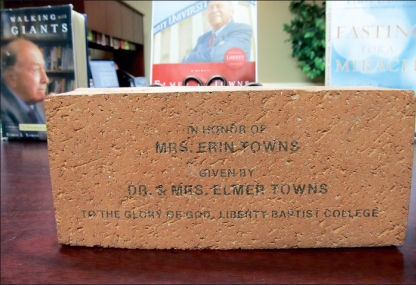 WALKING with
GIANTS
FASTING
FOR A
MIRACLE
IN HONOR OF
MRS. ERIN TOWNS
GIVEN BY
DR. & MRS. ELMER TOWNS
TO THE GLORY OF GOD, LIBERTY BAPTIST COLLEGE